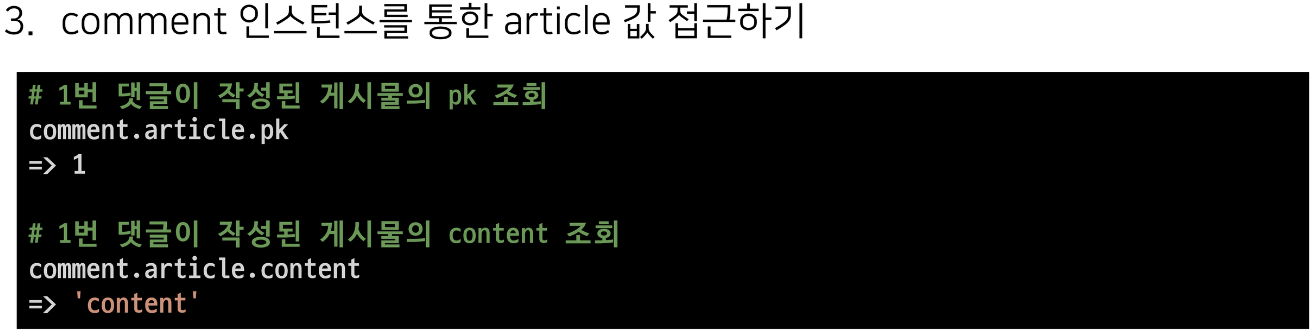 3. comment 인스턴스를 통한 article 값 접근하기
# 1번 댓글이 작성된 게시물의 pk 조회
comment.article.pk
=> 1
# 1번 댓글이 작성된 게시물의 content 조회
comment.article.content
=> 'content'